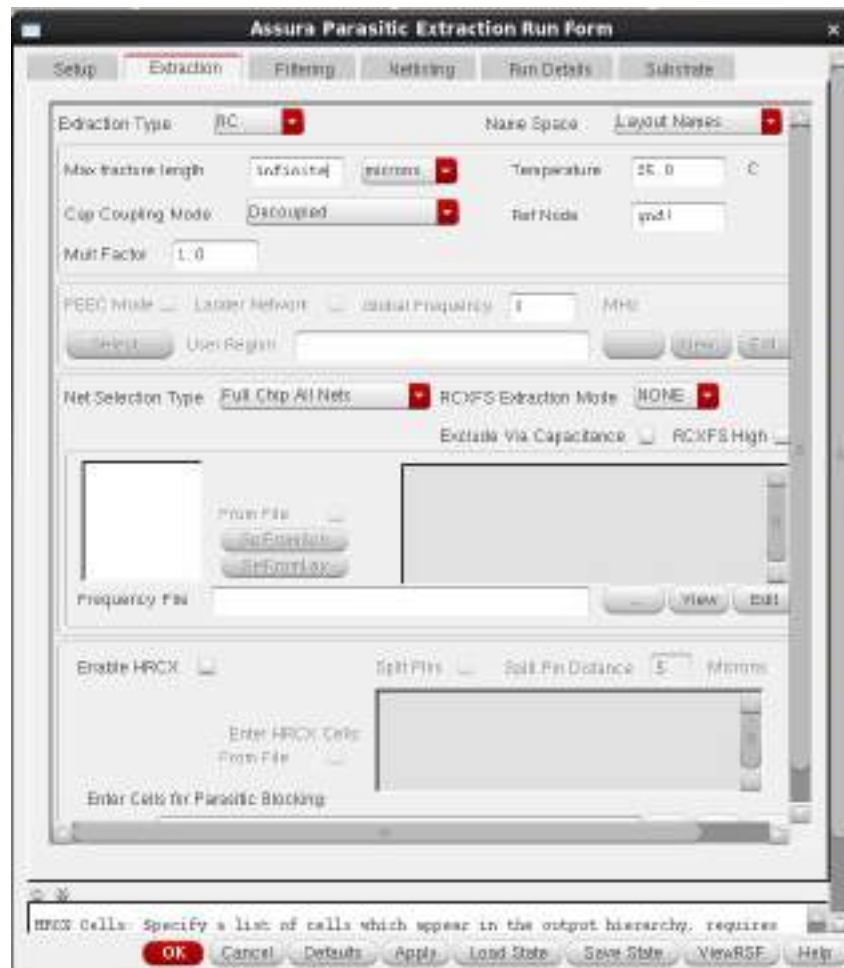 Assura Parasitic Extraction Run Form
Setup Extraction Filtering Netlisting Run Details Substrate
Extraction Type RC Name Space Layout Names
Max fracture length infinite microns Temperature 25.0 C
Cap Coupling Mode Decoupled Ref Node gnd!
Mult Factor 1.0
PEEC Mode Ladder Network Global Frequency 1 MHz
Select User Region ... View Edit
Net Selection Type Full Chip All Nets RCXFS Extraction Mode NONE
Exclude Via Capacitance RCXFS High
From File
SelFromSch
SelFromLay
Frequency File ... View Edit
Enable HRCX Split Pins Split Pin Distance 5 Microns
Enter HRCX Cells
From File
Enter Cells for Parasitic Blocking
HRCX Cells: Specify a list of cells which appear in the output hierarchy, requires
OK Cancel Defaults Apply Load State Save State ViewRSF Help